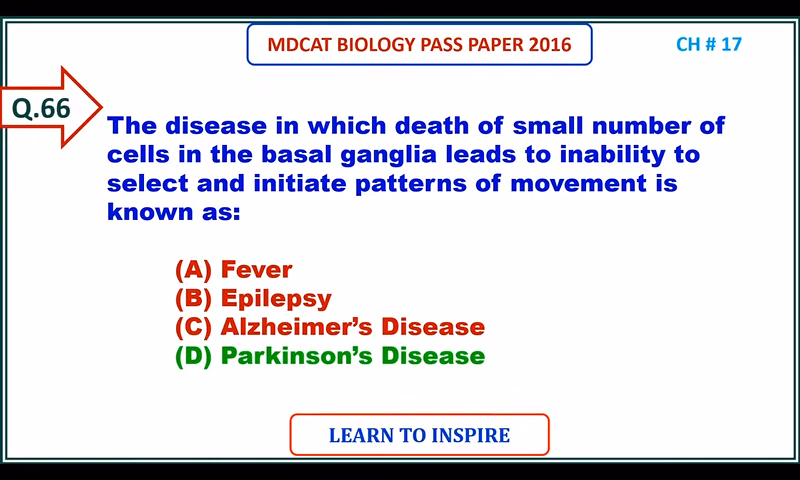 MDCAT BIOLOGY PASS PAPER 2016
CH # 17
Q.66
The disease in which death of small number of
cells in the basal ganglia leads to inability to
select and initiate patterns of movement is
known as:
(A) Fever
(B) Epilepsy
(C) Alzheimer's Disease
(D) Parkinson's Disease
LEARN TO INSPIRE